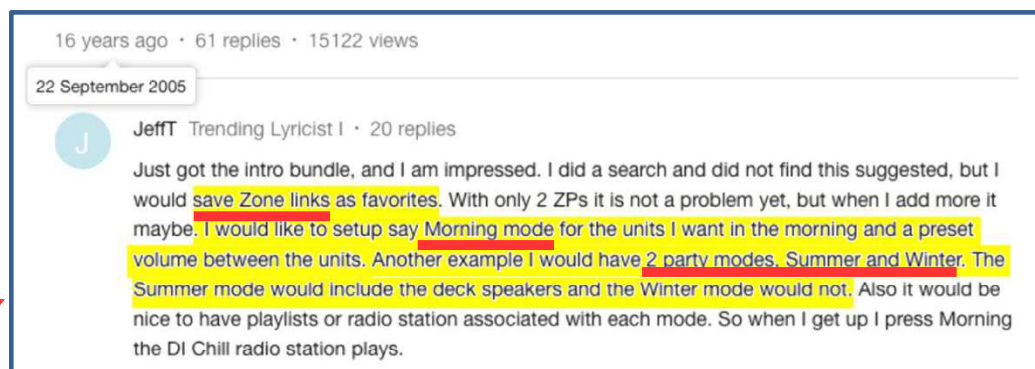 16 years ago · 61 replies · 15122 views
22 September 2005
J
JeffT Trending Lyricist I · 20 replies
Just got the intro bundle, and I am impressed. I did a search and did not find this suggested, but I
would save Zone links as favorites. With only 2 ZPs it is not a problem yet, but when I add more it
maybe. I would like to setup say Morning mode for the units I want in the morning and a preset
volume between the units. Another example I would have 2 party modes, Summer and Winter. The
Summer mode would include the deck speakers and the Winter mode would not. Also it would be
nice to have playlists or radio station associated with each mode. So when I get up I press Morning
the DI Chill radio station plays.